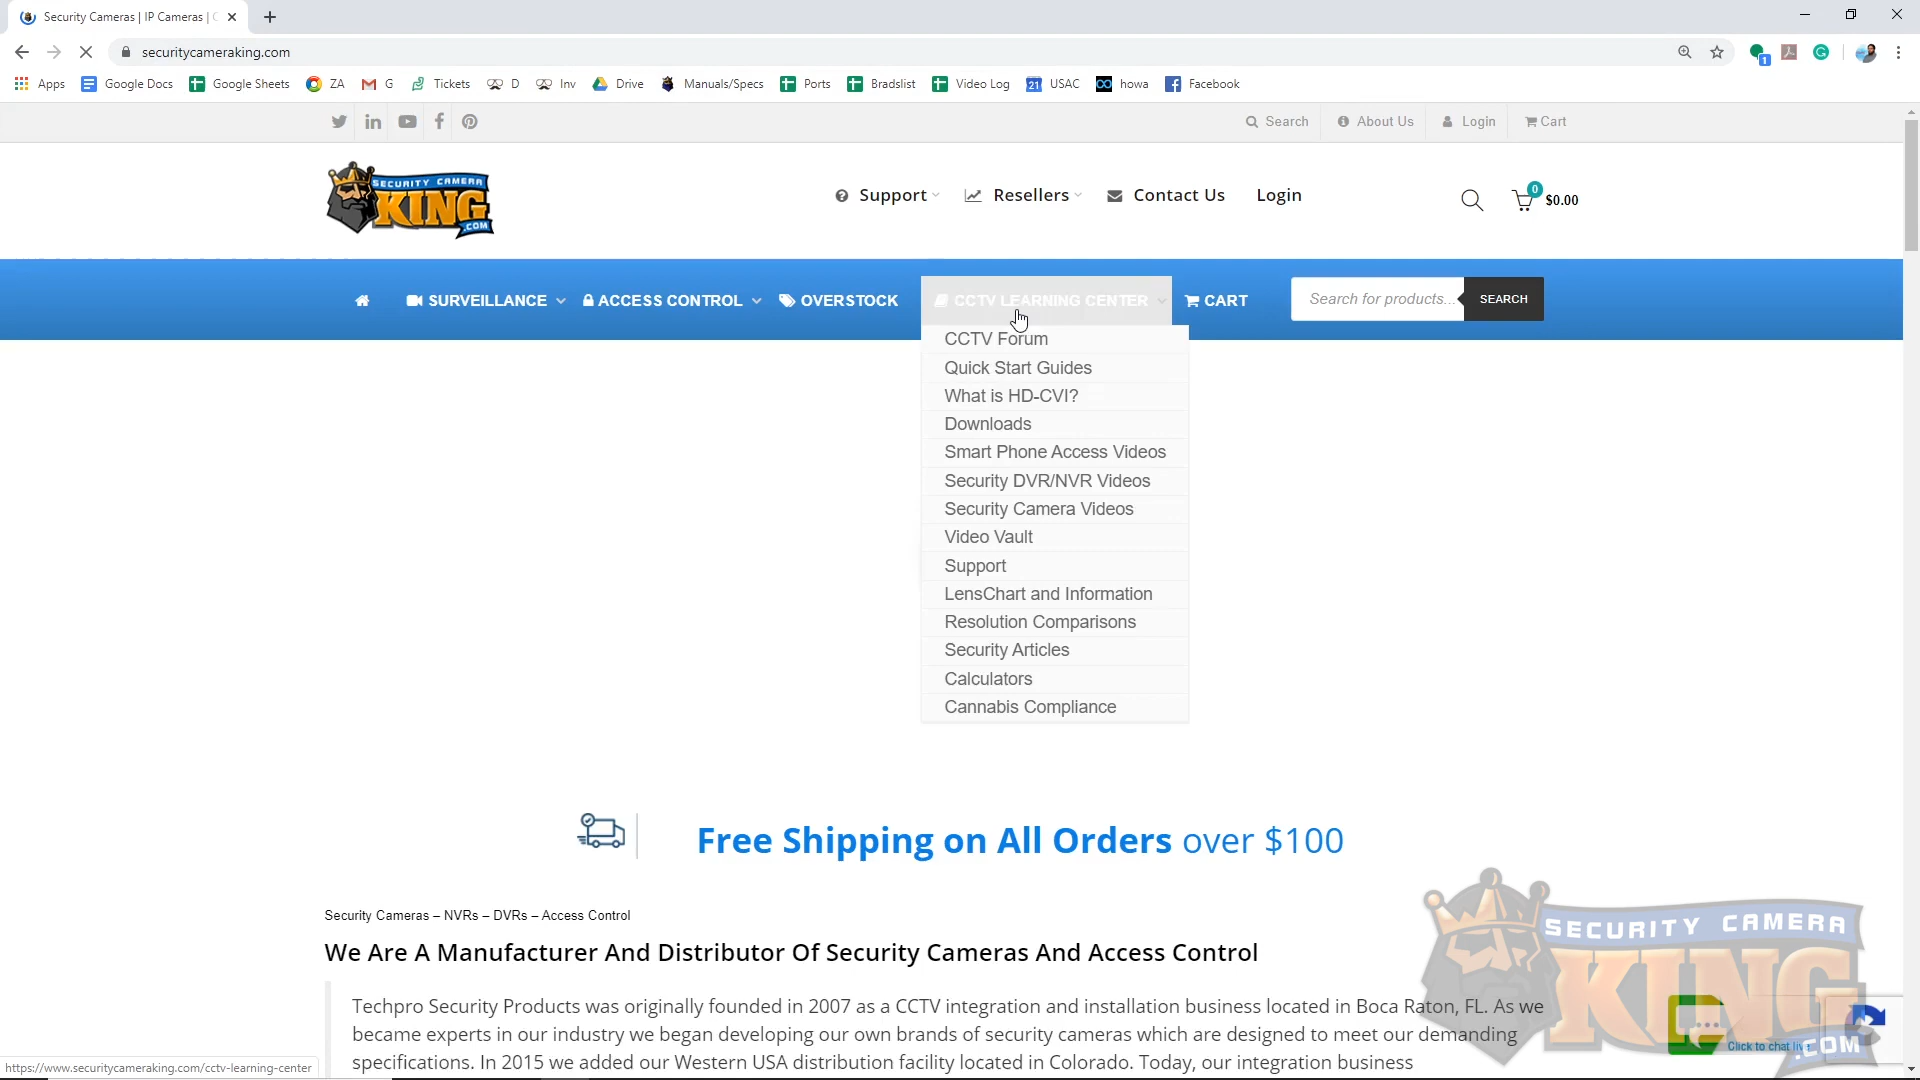 Security Cameras | IP Cameras |
securitycameraking.com
1
Apps Google Docs Google Sheets ZA G Tickets D Inv Drive Manuals/Specs Ports Bradslist Video Log 21 USAC howa Facebook
Search About Us Login Cart
SECURITY CAMERA
KING
.COM
Support Resellers Contact Us Login
0
$0.00
SURVEILLANCE ACCESS CONTROL OVERSTOCK CCTV LEARNING CENTER CART Search for products... SEARCH
CCTV Forum
Quick Start Guides
What is HD-CVI?
Downloads
Smart Phone Access Videos
Security DVR/NVR Videos
Security Camera Videos
Video Vault
Support
LensChart and Information
Resolution Comparisons
Security Articles
Calculators
Cannabis Compliance
Free Shipping on All Orders over $100
Security Cameras – NVRs – DVRs – Access Control
We Are A Manufacturer And Distributor Of Security Cameras And Access Control
Techpro Security Products was originally founded in 2007 as a CCTV integration and installation business located in Boca Raton, FL. As we
became experts in our industry we began developing our own brands of security cameras which are designed to meet our demanding
specifications. In 2015 we added our Western USA distribution facility located in Colorado. Today, our integration business
SECURITY CAMERA
KING
.COM
Click to chat
https://www.securitycameraking.com/cctv-learning-center